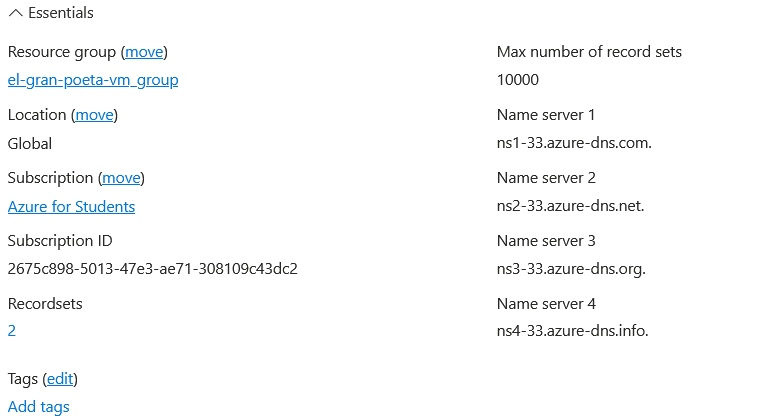 Essentials
Resource group (move)
el-gran-poeta-vm_group
Location (move)
Global
Subscription (move)
Azure for Students
Subscription ID
2675c898-5013-47e3-ae71-308109c43dc2
Recordsets
2
Tags (edit)
Add tags
Max number of record sets
10000
Name server 1
ns1-33.azure-dns.com.
Name server 2
ns2-33.azure-dns.net.
Name server 3
ns3-33.azure-dns.org.
Name server 4
ns4-33.azure-dns.info.